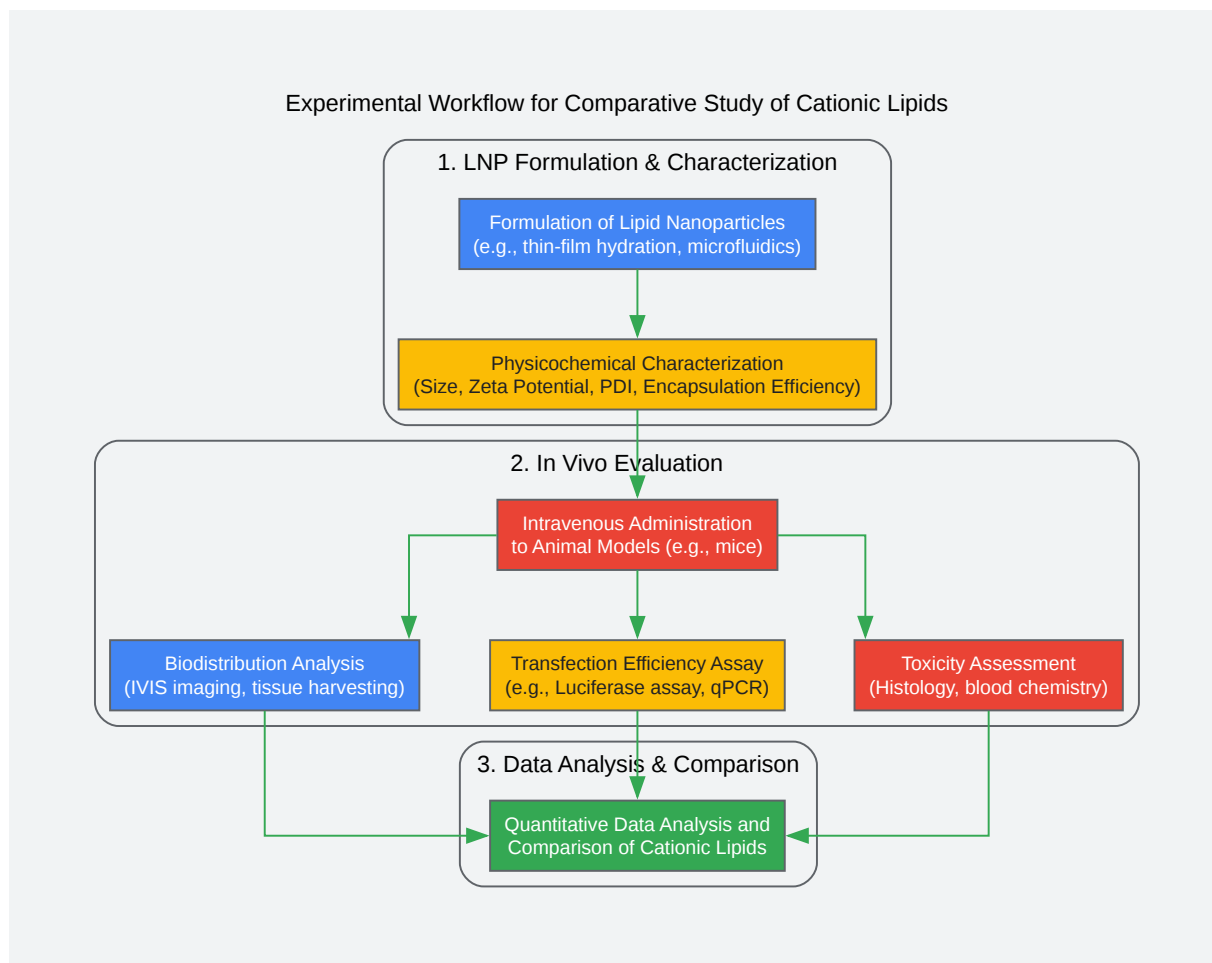 Experimental Workflow for Comparative Study of Cationic Lipids
1. LNP Formulation & Characterization
Formulation of Lipid Nanoparticles
(e.g., thin-film hydration, microfluidics)
Physicochemical Characterization
(Size, Zeta Potential, PDI, Encapsulation Efficiency)
2. In Vivo Evaluation
Intravenous Administration
to Animal Models (e.g., mice)
Biodistribution Analysis
(IVIS imaging, tissue harvesting)
Transfection Efficiency Assay
(e.g., Luciferase assay, qPCR)
Toxicity Assessment
(Histology, blood chemistry)
3. Data Analysis & Comparison
Quantitative Data Analysis and
Comparison of Cationic Lipids